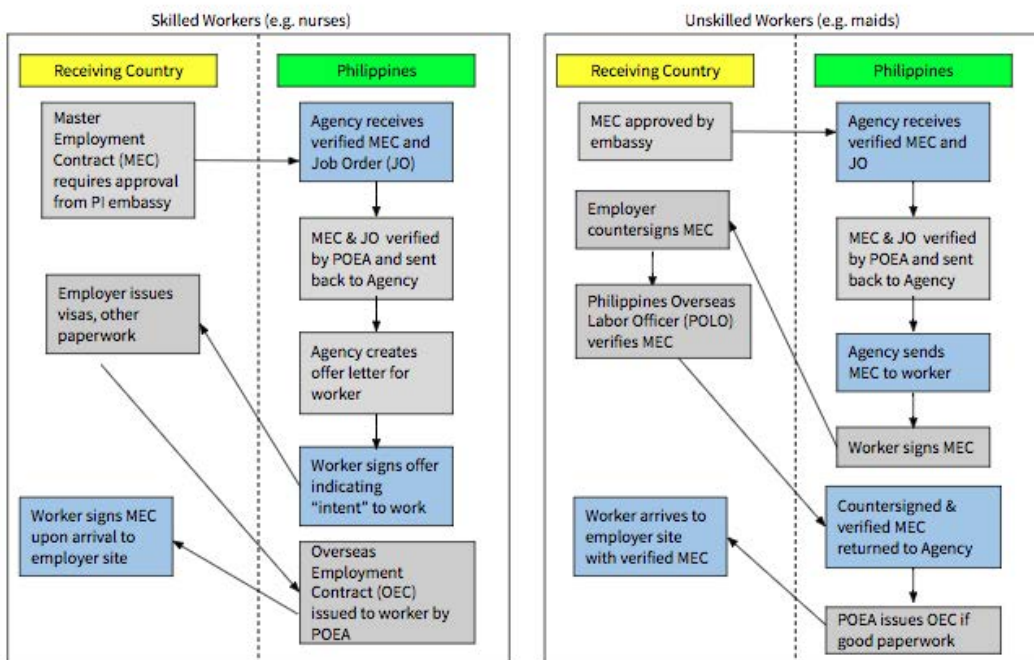 Skilled Workers (e.g. nurses)
Receiving Country
Philippines
Master
Employment
Contract (MEC)
requires approval
from PI embassy
Agency receives
verified MEC and
Job Order (JO)
MEC & JO verified
by POEA and sent
back to Agency
Employer issues
visas, other
paperwork
Agency creates
offer letter for
worker
Worker signs offer
indicating
"intent" to work
Worker signs MEC
upon arrival to
employer site
Overseas
Employment
Contract (OEC)
issued to worker by
POEA
Unskilled Workers (e.g. maids)
Receiving Country
Philippines
MEC approved by
embassy
Agency receives
verified MEC and
JO
Employer
countersigns MEC
MEC & JO verified
by POEA and sent
back to Agency
Philippines Overseas
Labor Officer (POLO)
verifies MEC
Agency sends
MEC to worker
Worker signs MEC
Worker arrives to
employer site
with verified MEC
Countersigned &
verified MEC
returned to Agency
POEA issues OEC if
good paperwork